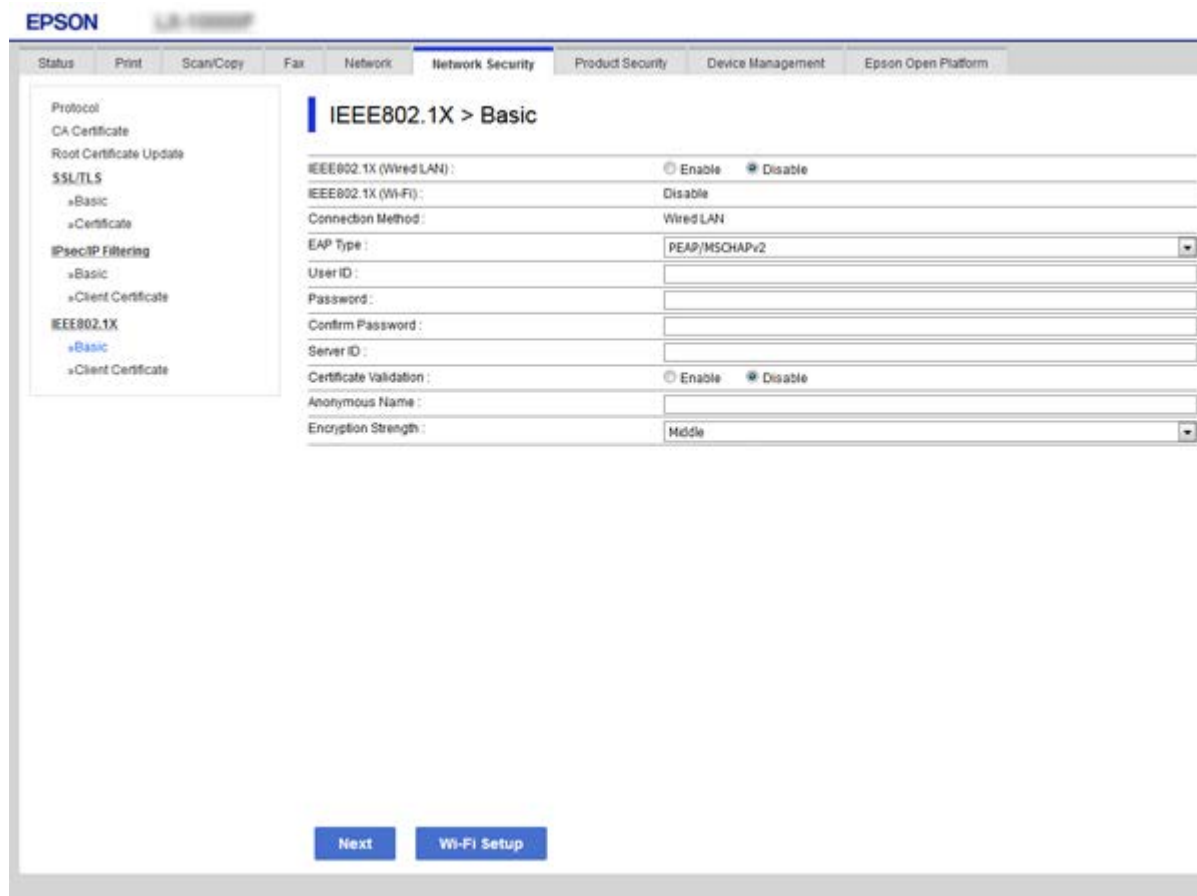 EPSON
Status Print Scan/Copy Fax Network Network Security Product Security Device Management Epson Open Platform
Protocol
CA Certificate
Root Certificate Update
SSL/TLS
»Basic
»Certificate
IPsec/IP Filtering
»Basic
»Client Certificate
IEEE802.1X
»Basic
»Client Certificate
IEEE802.1X > Basic
IEEE802.1X (Wired LAN) : Enable Disable
IEEE802.1X (Wi-Fi) : Disable
Connection Method : Wired LAN
EAP Type : PEAP/MSCHAPv2
User ID :
Password :
Confirm Password :
Server ID :
Certificate Validation : Enable Disable
Anonymous Name :
Encryption Strength : Middle
Next Wi-Fi Setup